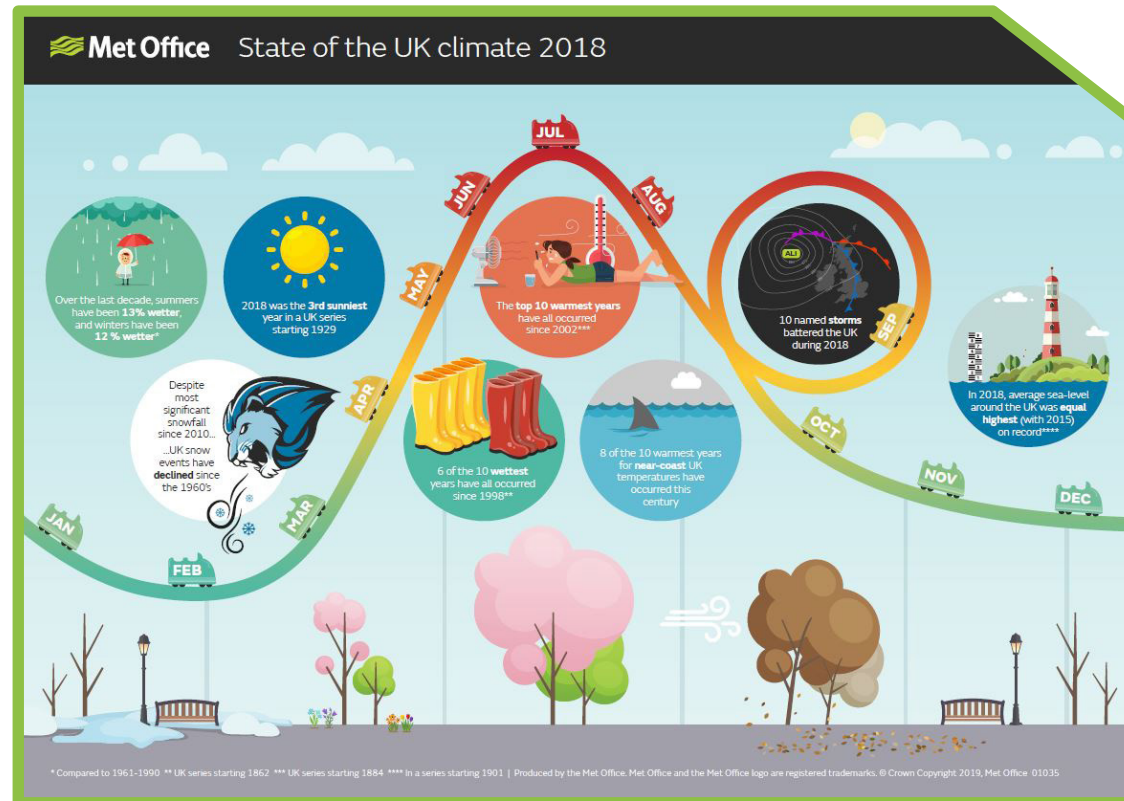 Met Office State of the UK climate 2018
JUL
JUN
AUG
MAY
SEP
APR
OCT
MAR
NOV
JAN
DEC
FEB
Over the last decade, summers
have been 13% wetter,
and winters have been
12 % wetter*
2018 was the 3rd sunniest
year in a UK series
starting 1929
The top 10 warmest years
have all occurred
since 2002***
ALI
10 named storms
battered the UK
during 2018
Despite
most
significant
snowfall
since 2010...
...UK snow
events have
declined since
the 1960's
6 of the 10 wettest
years have all occurred
since 1998**
8 of the 10 warmest years
for near-coast UK
temperatures have
occurred this
century
In 2018, average sea-level
around the UK was equal
highest (with 2015)
on record****
* Compared to 1961-1990 ** UK series starting 1862 *** UK series starting 1884 **** In a series starting 1901 | Produced by the Met Office. Met Office and the Met Office logo are registered trademarks. © Crown Copyright 2019, Met Office 01035